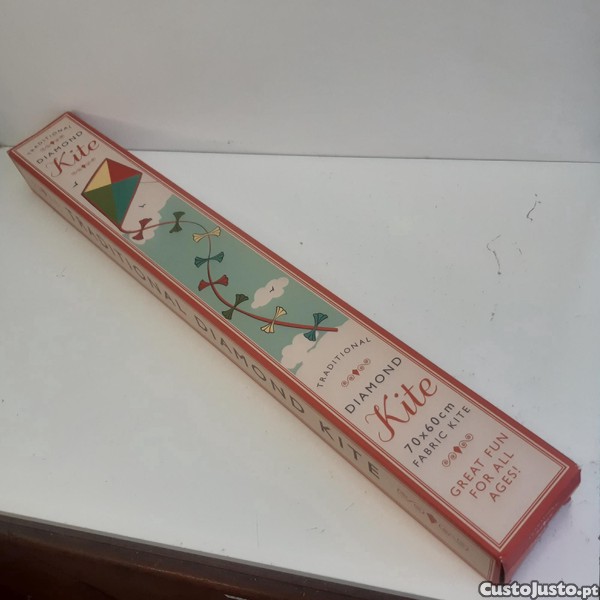 TRADITIONAL
DIAMOND
Kite
TRADITIONAL
DIAMOND
Kite
70x60cm
FABRIC KITE
GREAT FUN
FOR ALL
AGES!
TRADITIONAL DIAMOND KITE
CustoJusto.pt